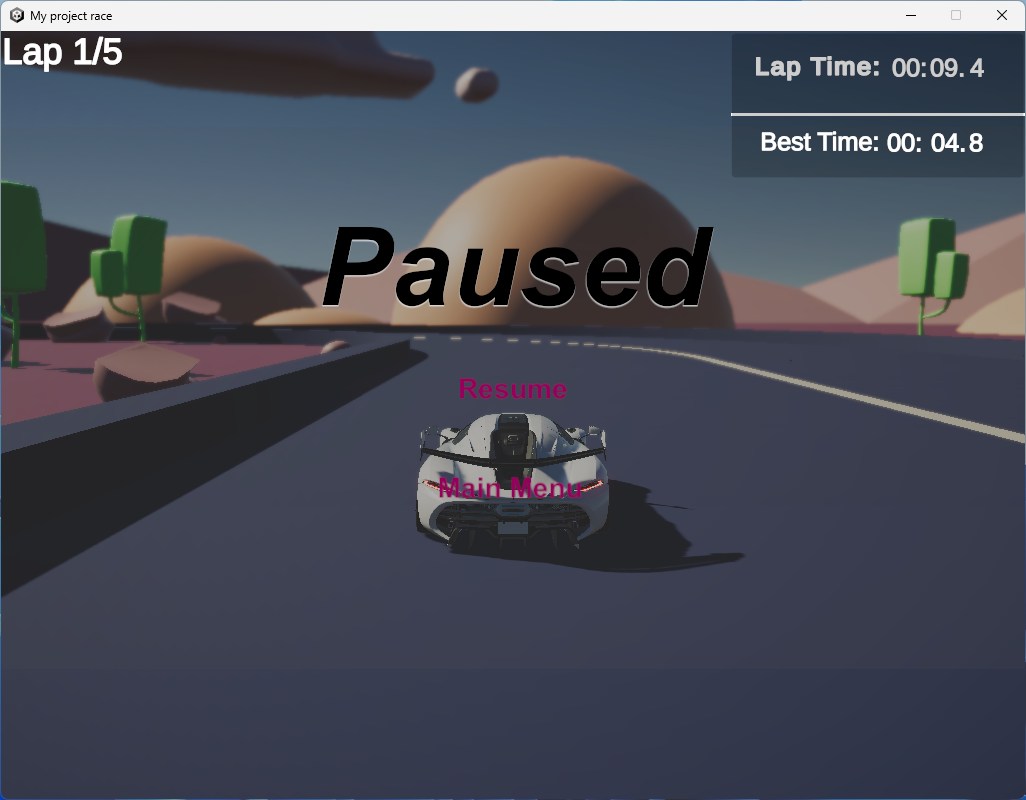 My project race
Lap 1/5
Lap Time: 00:09.4
Best Time: 00: 04.8
Paused
Resume
Main Menu